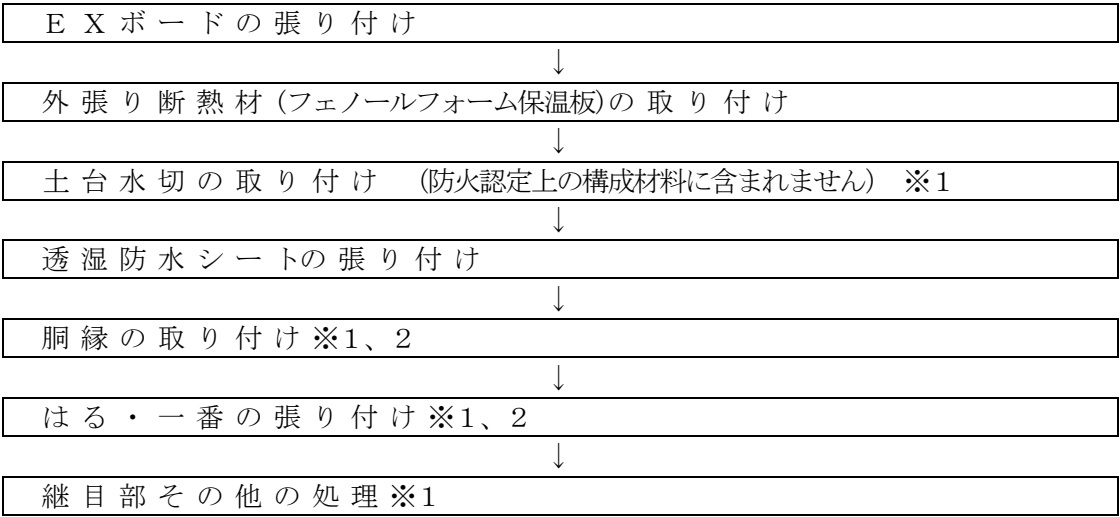 ＥＸボードの張り付け
↓
外張り断熱材(フェノールフォーム保温板)の取り付け
↓
土台水切の取り付け　(防火認定上の構成材料に含まれません)　※１
↓
透湿防水シートの張り付け
↓
胴縁の取り付け※１、２
↓
はる・一番の張り付け※１、２
↓
継目部その他の処理※１